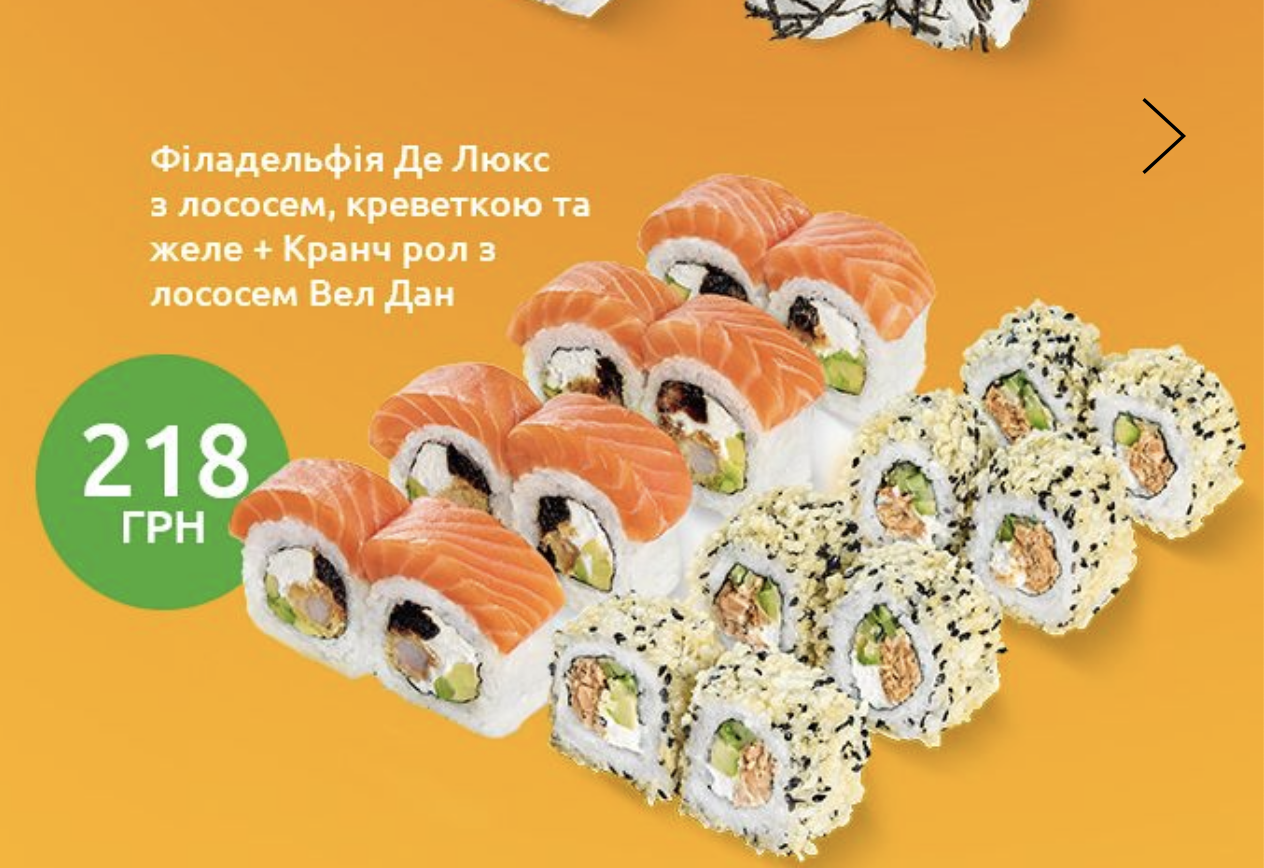 Філадельфія Де Люкс
з лососем, креветкою та
желе + Кранч рол з
лососем Вел Дан
218
ГРН